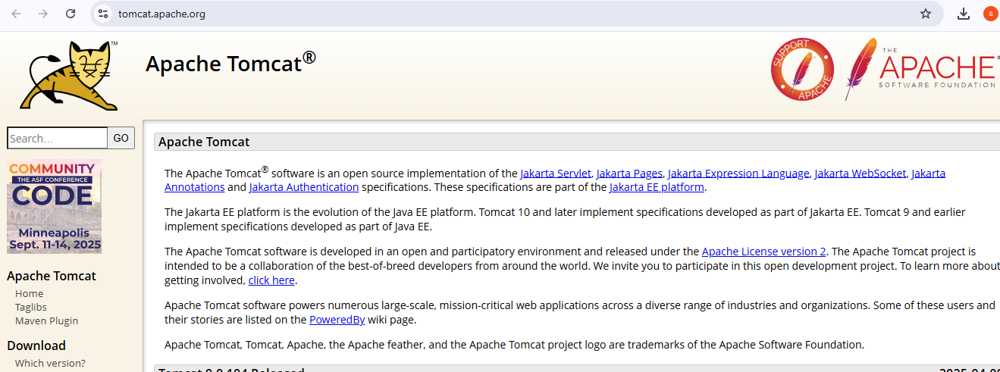 tomcat.apache.org
S
TM
Apache Tomcat®
SUPPORT
APACHE
THE
APACHE®
SOFTWARE FOUNDATION
Search...
GO
COMMUNITY
THE ASF CONFERENCE
CODE
Minneapolis
Sept. 11-14, 2025
Apache Tomcat
Home
Taglibs
Maven Plugin
Download
Which version?
Apache Tomcat
The Apache Tomcat® software is an open source implementation of the Jakarta Servlet, Jakarta Pages, Jakarta Expression Language, Jakarta WebSocket, Jakarta
Annotations and Jakarta Authentication specifications. These specifications are part of the Jakarta EE platform.
The Jakarta EE platform is the evolution of the Java EE platform. Tomcat 10 and later implement specifications developed as part of Jakarta EE. Tomcat 9 and earlier
implement specifications developed as part of Java EE.
The Apache Tomcat software is developed in an open and participatory environment and released under the Apache License version 2. The Apache Tomcat project is
intended to be a collaboration of the best-of-breed developers from around the world. We invite you to participate in this open development project. To learn more about
getting involved, click here.
Apache Tomcat software powers numerous large-scale, mission-critical web applications across a diverse range of industries and organizations. Some of these users and
their stories are listed on the PoweredBy wiki page.
Apache Tomcat, Tomcat, Apache, the Apache feather, and the Apache Tomcat project logo are trademarks of the Apache Software Foundation.
Tomcat 9.0.104 Released